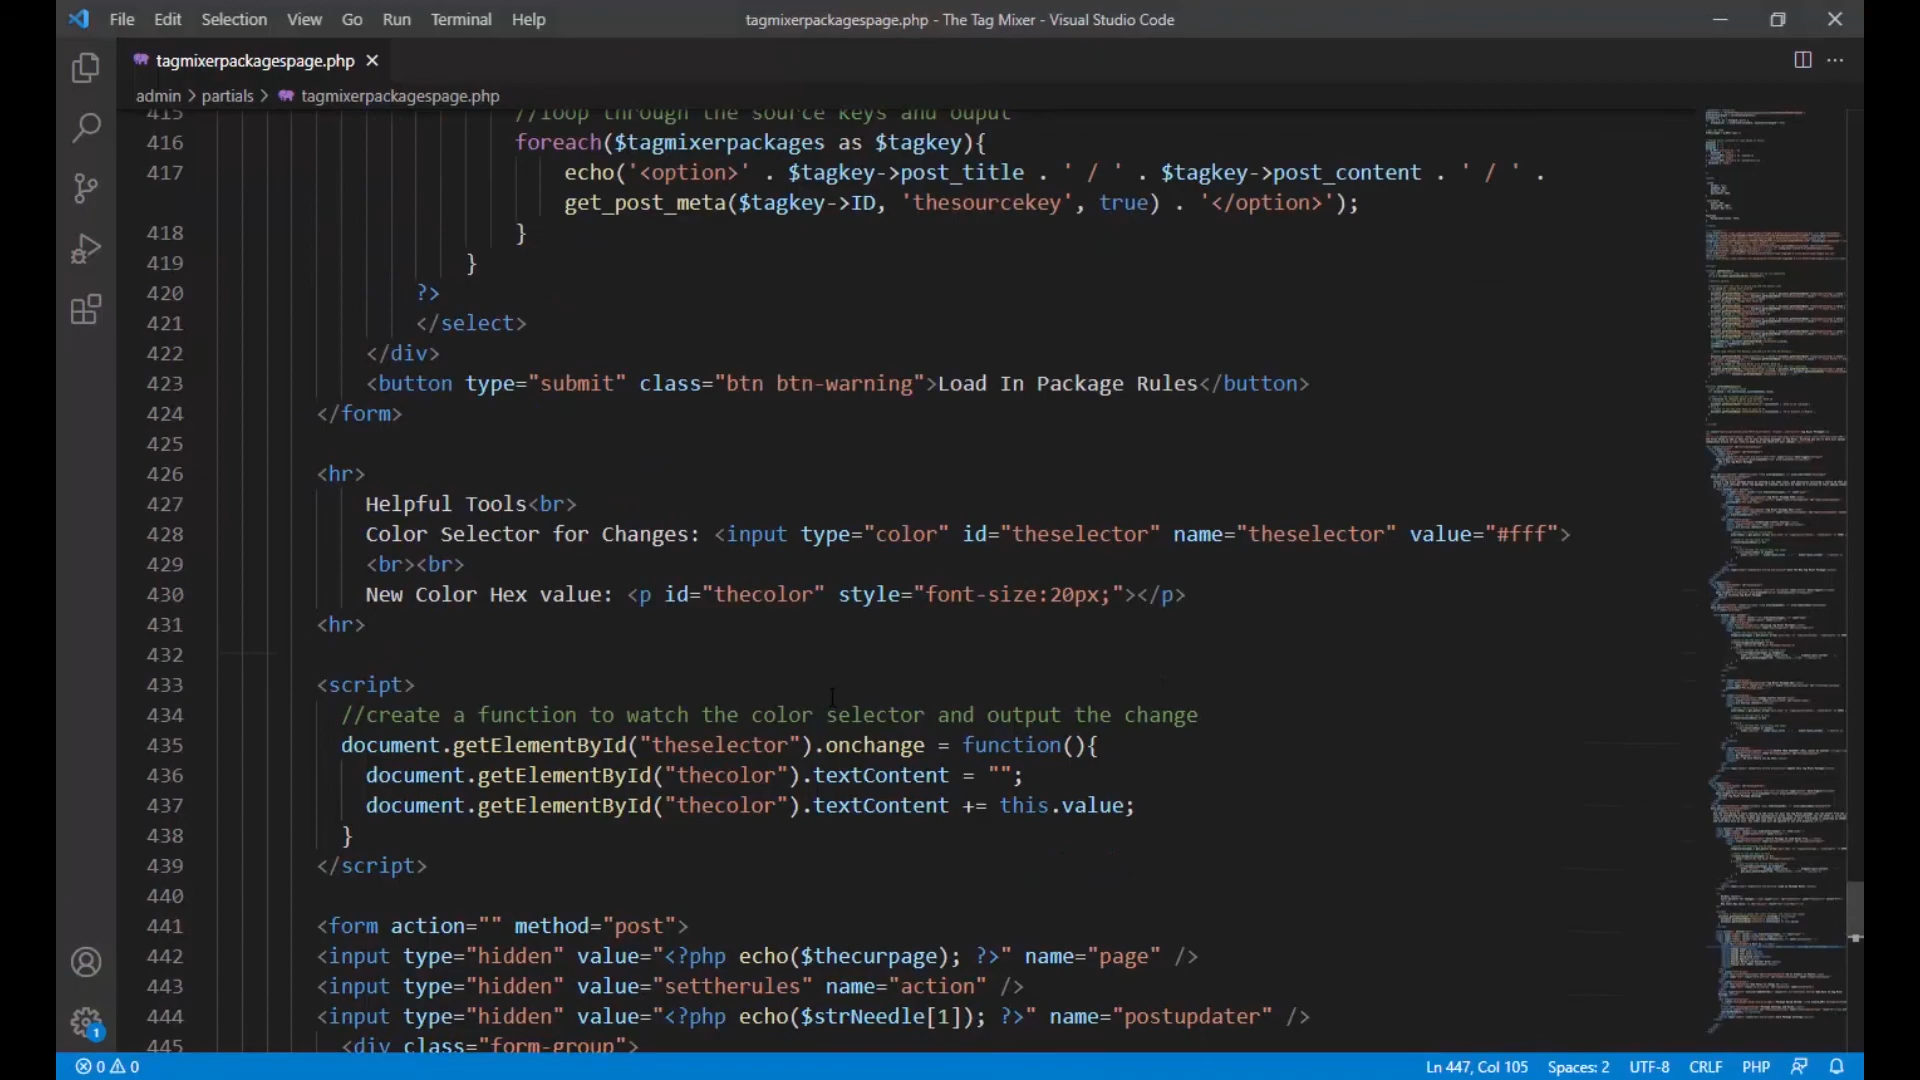 File Edit Selection View Go Run Terminal Help
tagmixerpackagespage.php - The Tag Mixer - Visual Studio Code
tagmixerpackagespage.php
admin > partials > tagmixerpackagespage.php
415 //loop through the source keys and ouput
416 foreach($tagmixerpackages as $tagkey){
417 echo('<option>' . $tagkey->post_title . ' / ' . $tagkey->post_content . ' / ' .
get_post_meta($tagkey->ID, 'thesourcekey', true) . '</option>');
418 }
419 }
420 ?>
421 </select>
422 </div>
423 <button type="submit" class="btn btn-warning">Load In Package Rules</button>
424 </form>
425
426 <hr>
427 Helpful Tools<br>
428 Color Selector for Changes: <input type="color" id="theselector" name="theselector" value="#fff">
429 <br><br>
430 New Color Hex value: <p id="thecolor" style="font-size:20px;"></p>
431 <hr>
432
433 <script>
434 //create a function to watch the color selector and output the change
435 document.getElementById("theselector").onchange = function(){
436 document.getElementById("thecolor").textContent = "";
437 document.getElementById("thecolor").textContent += this.value;
438 }
439 </script>
440
441 <form action="" method="post">
442 <input type="hidden" value="<?php echo($thecurpage); ?>" name="page" />
443 <input type="hidden" value="settherules" name="action" />
444 <input type="hidden" value="<?php echo($strNeedle[1]); ?>" name="postupdater" />
445 <div class="form-group">
1
0 0 Ln 447, Col 105 Spaces: 2 UTF-8 CRLF PHP